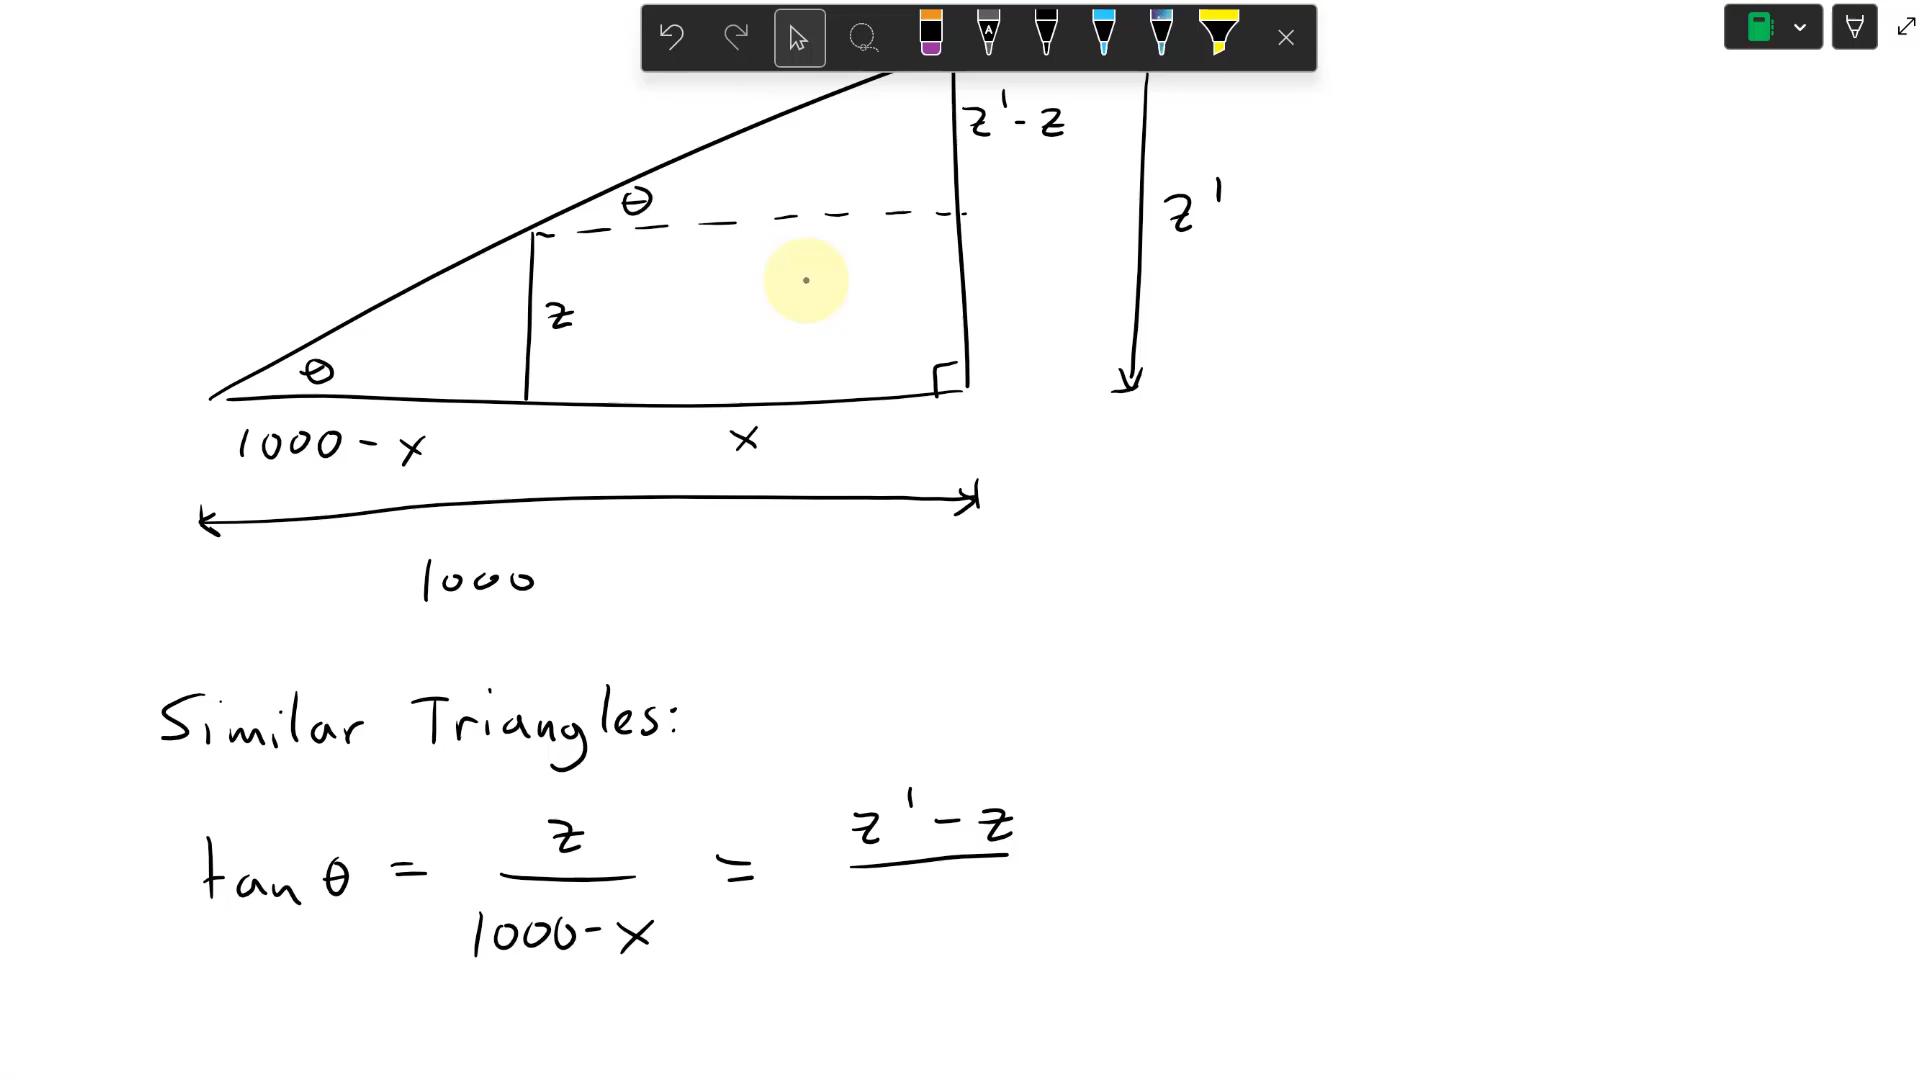 z' - z
θ
z'
z
θ
1000 - x
x
1000
Similar Triangles:
tan θ = z / 1000 - x = z' - z